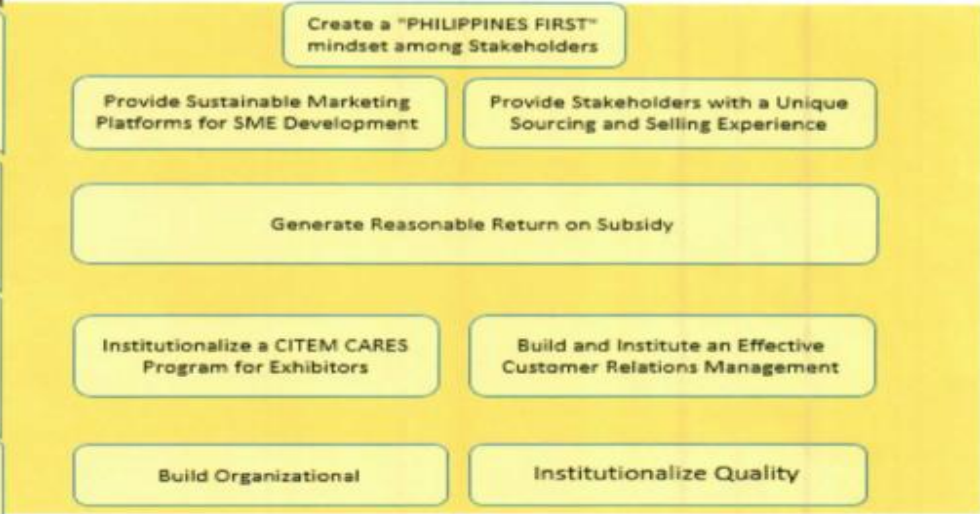 Create a "PHILIPPINES FIRST"
mindset among Stakeholders
Provide Sustainable Marketing
Platforms for SME Development
Provide Stakeholders with a Unique
Sourcing and Selling Experience
Generate Reasonable Return on Subsidy
Institutionalize a CITEM CARES
Program for Exhibitors
Build and Institute an Effective
Customer Relations Management
Build Organizational
Institutionalize Quality